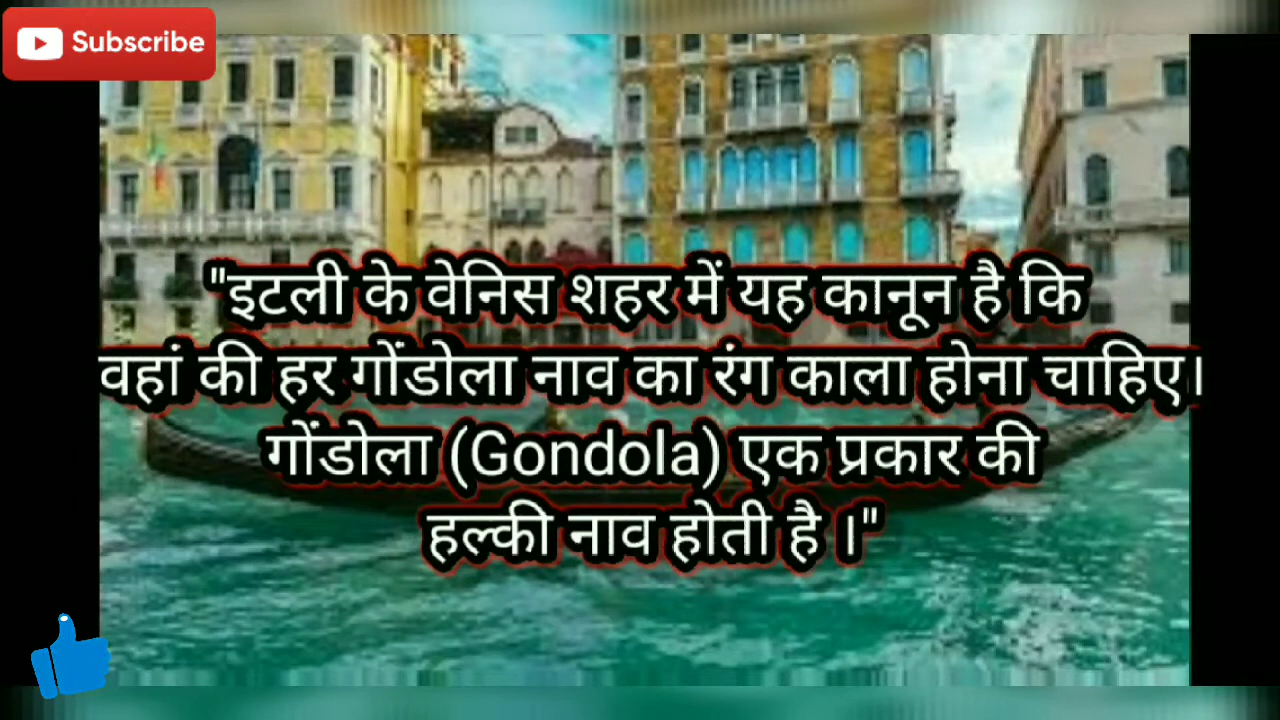 Subscribe
"इटली के वेनिस शहर में यह कानून है कि
वहां की हर गोंडोला नाव का रंग काला होना चाहिए।
गोंडोला (Gondola) एक प्रकार की
हल्की नाव होती है ।"